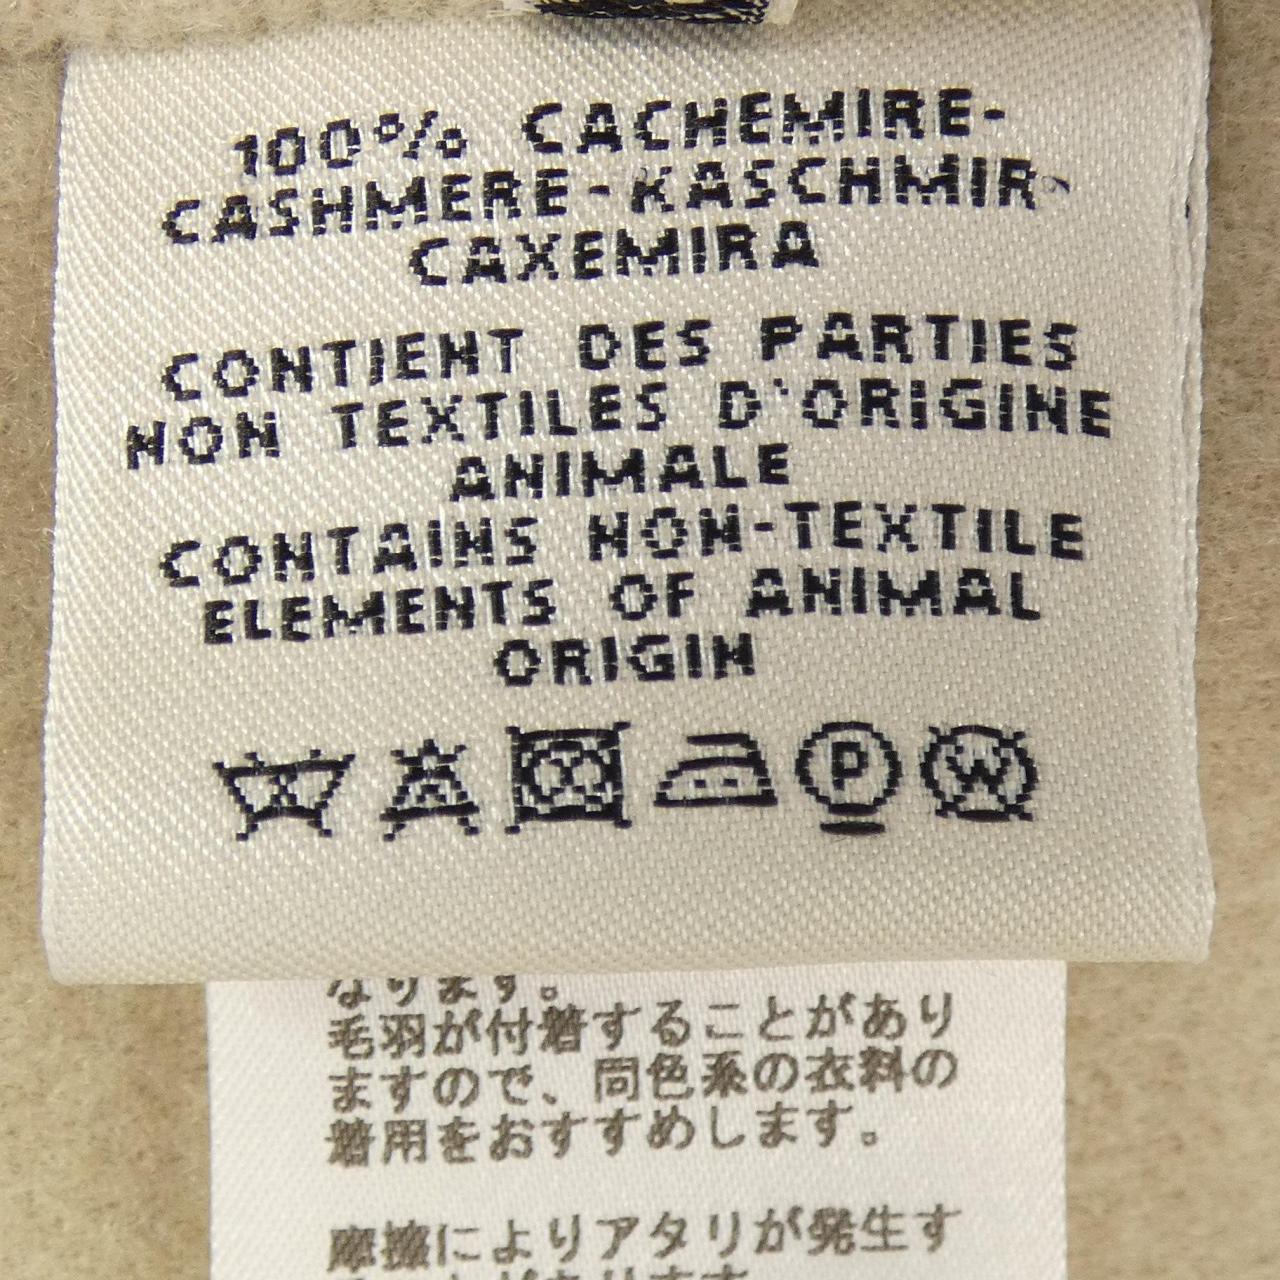 100% CACHEMIRE-
CASHMERE-KASCHMIR-
CAXEMIRA
CONTIENT DES PARTIES
NON TEXTILES D'ORIGINE
ANIMALE
CONTAINS NON-TEXTILE
ELEMENTS OF ANIMAL
ORIGIN
P W
なります。
毛羽が付着することがあり
ますので、同色系の衣料の
着用をおすすめします。
摩擦によりアタリが発生す